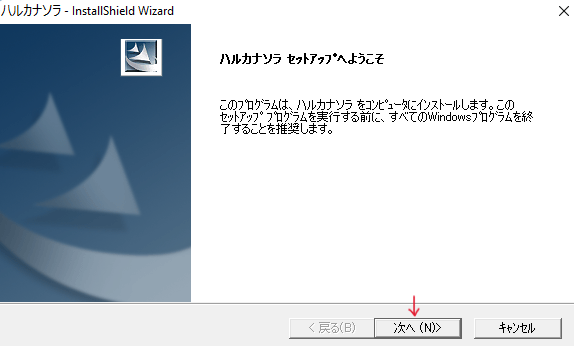 ハルカナソラ - InstallShield Wizard
ハルカナソラ セットアップへようこそ
このプログラムは、ハルカナソラ をコンピュータにインストールします。この
セットアップ プログラムを実行する前に、すべてのWindowsプログラムを終
了することを推奨します。
< 戻る(B)
次へ (N)>
キャンセル